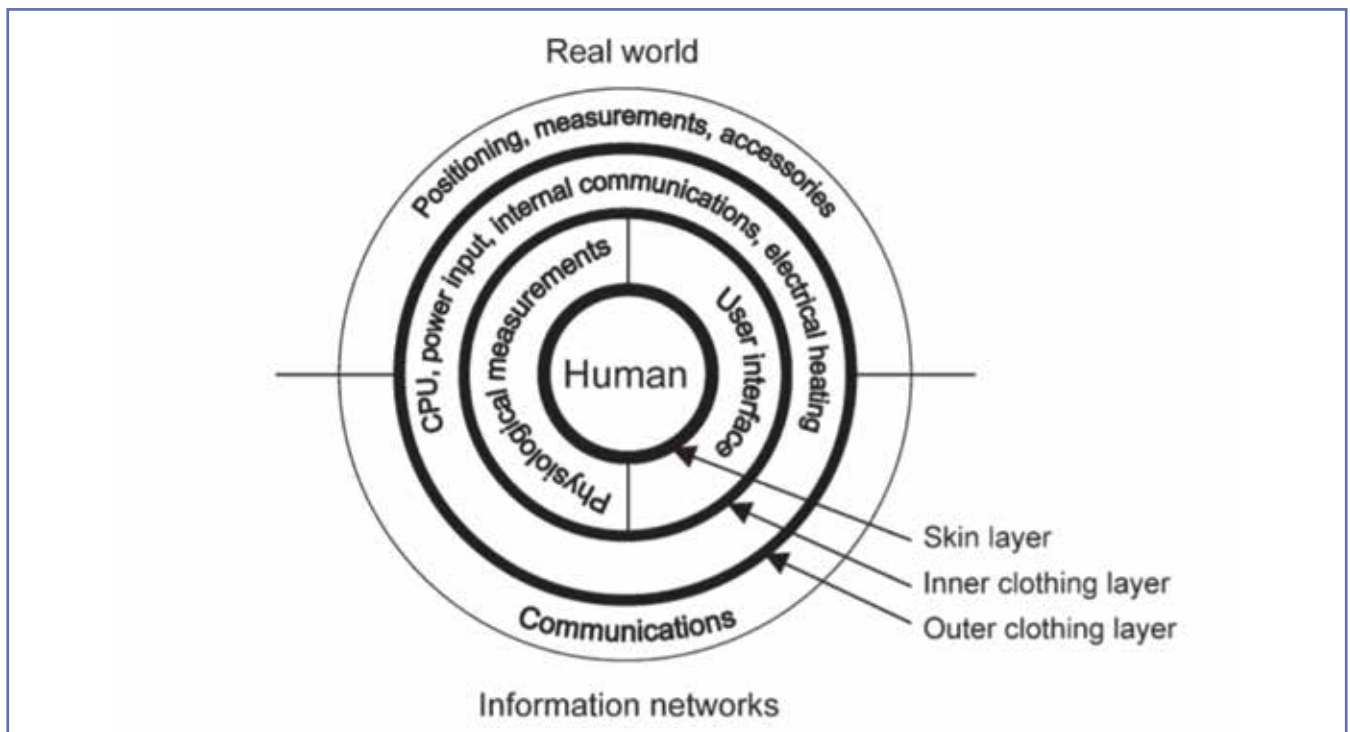 Real world
Positioning, measurements, accessories
CPU, power input, internal communications, electrical heating
Physiological measurements
User interface
Human
Skin layer
Inner clothing layer
Outer clothing layer
Communications
Information networks